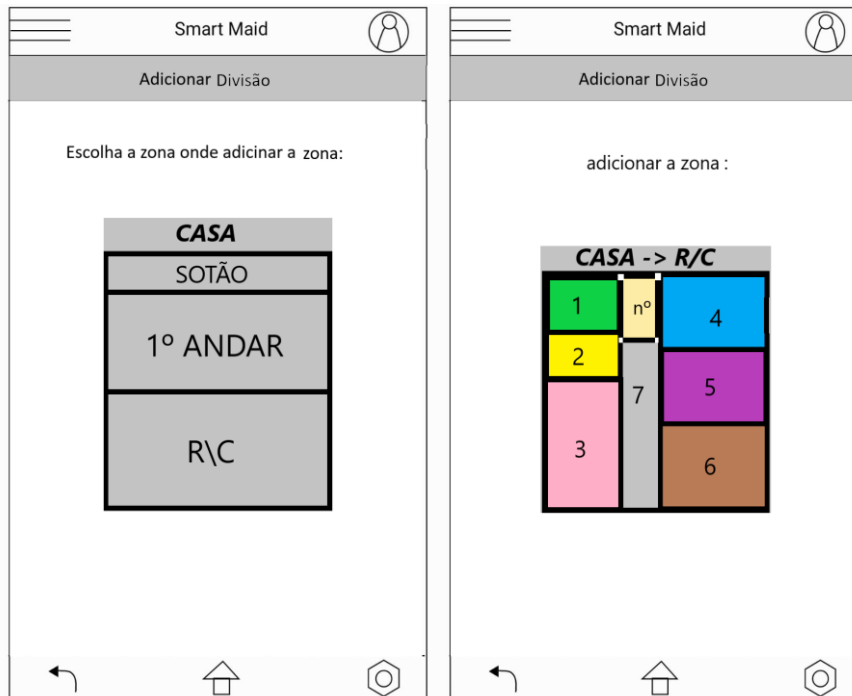 Smart Maid
Adicionar Divisão
Escolha a zona onde adicinar a zona:
CASA
SOTÃO
1º ANDAR
R\C
Smart Maid
Adicionar Divisão
adicionar a zona :
CASA -> R/C
1
nº
4
2
7
5
3
6